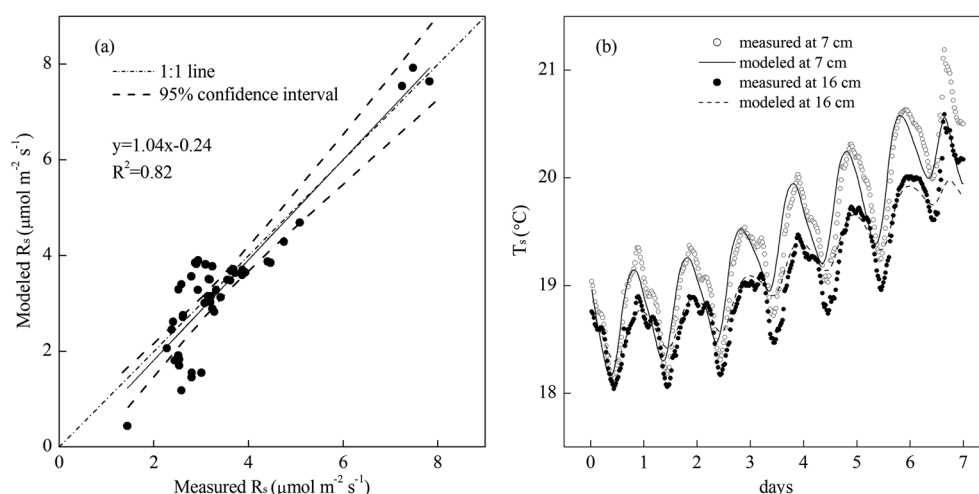 (a)
1:1 line
95% confidence interval
y=1.04x-0.24
R²=0.82
8
6
4
2
0
0
2
4
6
8
Modeled Rₛ (μmol m⁻² s⁻¹)
Measured Rₛ (μmol m⁻² s⁻¹)
(b)
measured at 7 cm
modeled at 7 cm
measured at 16 cm
modeled at 16 cm
21
20
19
18
0
1
2
3
4
5
6
7
Tₛ (°C)
days